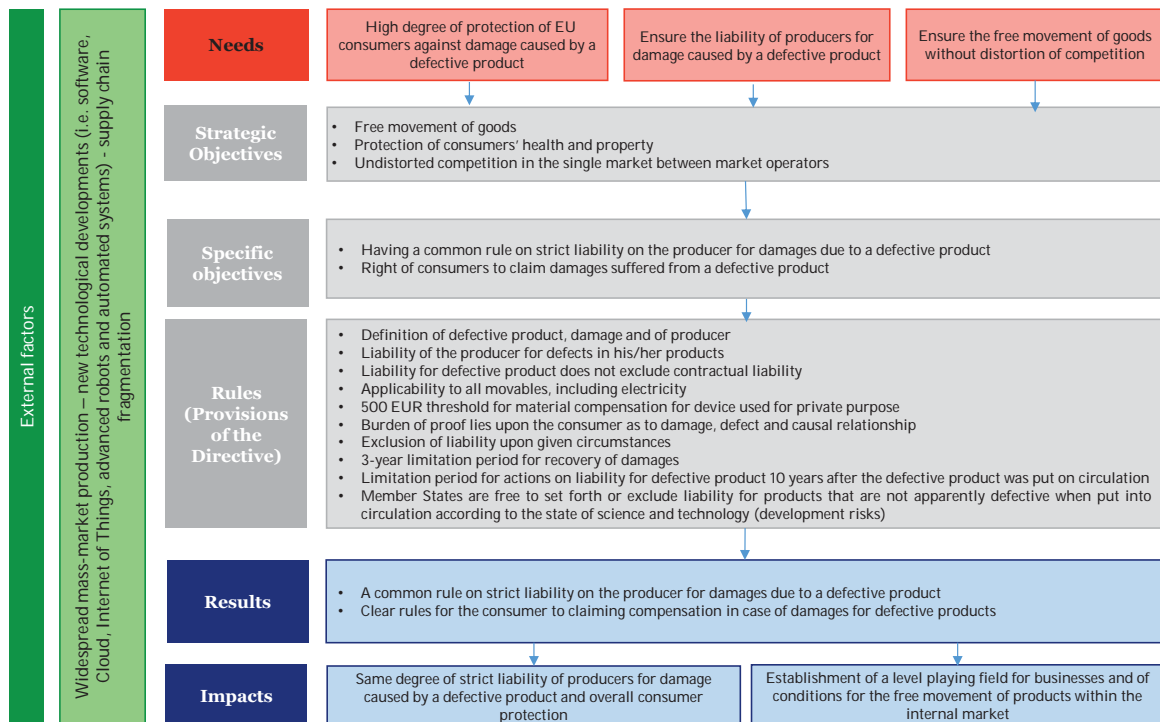 External factors
Widespread mass-market production – new technological developments (i.e. software,
Cloud, Internet of Things, advanced robots and automated systems) - supply chain
fragmentation
Needs
High degree of protection of EU
consumers against damage caused by a
defective product
Ensure the liability of producers for
damage caused by a defective product
Ensure the free movement of goods
without distortion of competition
Strategic
Objectives
• Free movement of goods
• Protection of consumers' health and property
• Undistorted competition in the single market between market operators
Specific
objectives
• Having a common rule on strict liability on the producer for damages due to a defective product
• Right of consumers to claim damages suffered from a defective product
Rules
(Provisions
of the
Directive)
• Definition of defective product, damage and of producer
• Liability of the producer for defects in his/her products
• Liability for defective product does not exclude contractual liability
• Applicability to all movables, including electricity
• 500 EUR threshold for material compensation for device used for private purpose
• Burden of proof lies upon the consumer as to damage, defect and causal relationship
• Exclusion of liability upon given circumstances
• 3-year limitation period for recovery of damages
• Limitation period for actions on liability for defective product 10 years after the defective product was put on circulation
• Member States are free to set forth or exclude liability for products that are not apparently defective when put into
circulation according to the state of science and technology (development risks)
Results
• A common rule on strict liability on the producer for damages due to a defective product
• Clear rules for the consumer to claiming compensation in case of damages for defective products
Impacts
Same degree of strict liability of producers for damage
caused by a defective product and overall consumer
protection
Establishment of a level playing field for businesses and of
conditions for the free movement of products within the
internal market